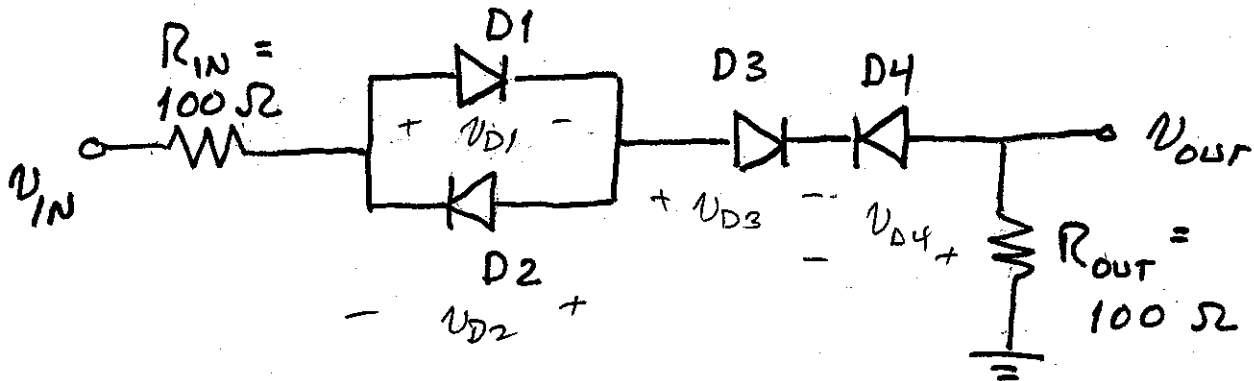 R_IN =
100 Ω
D1
+ v_D1 -
D2
- v_D2 +
D3
D4
+ v_D3 -
- v_D4 +
v_IN
v_OUT
R_OUT =
100 Ω